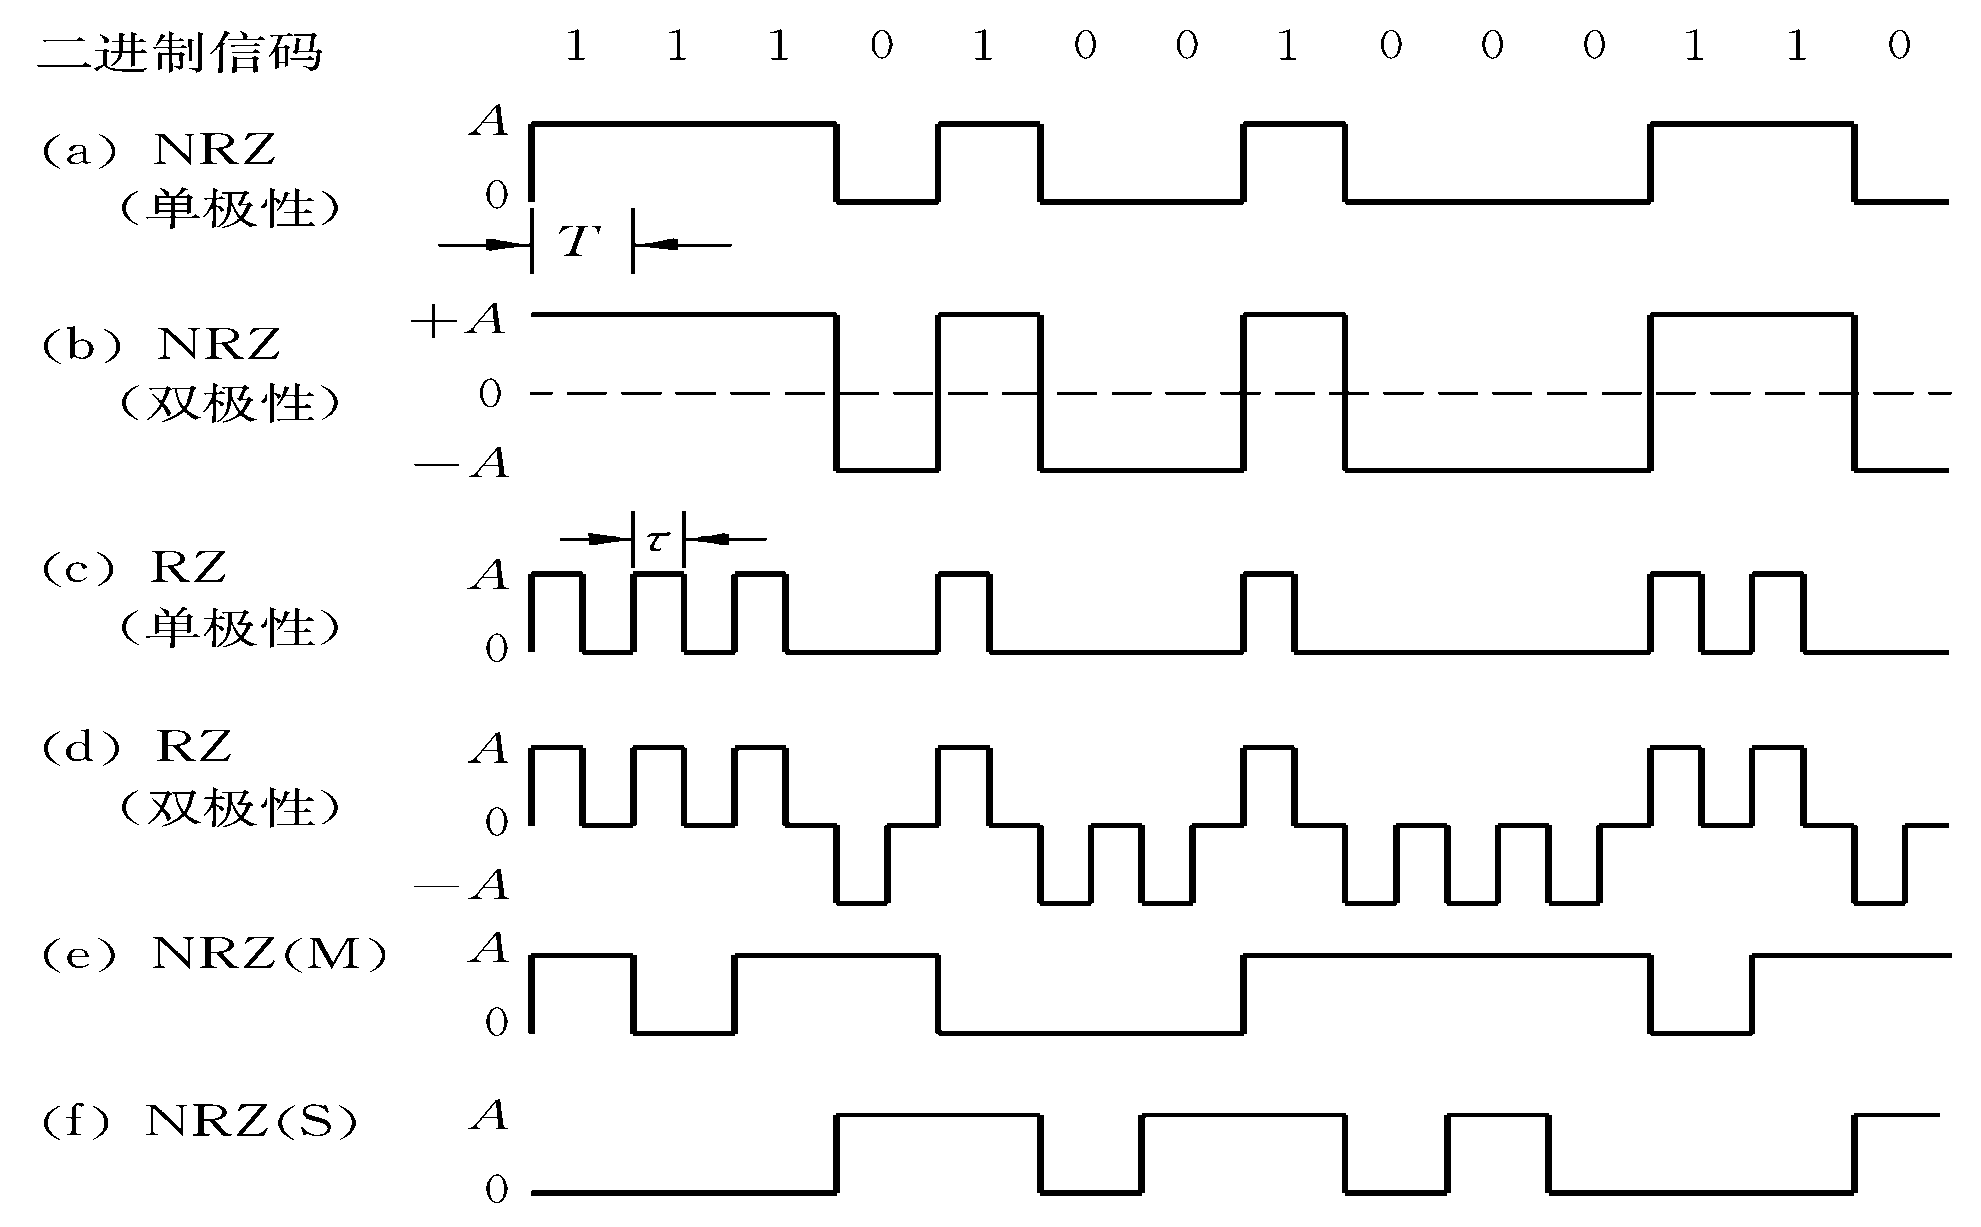 二进制信码 1 1 1 0 1 0 0 1 0 0 0 1 1 0
(a) NRZ A
(单极性) 0
T
(b) NRZ +A
(双极性) 0
−A
τ
(c) RZ A
(单极性) 0
(d) RZ A
(双极性) 0
−A
(e) NRZ(M) A
0
(f) NRZ(S) A
0